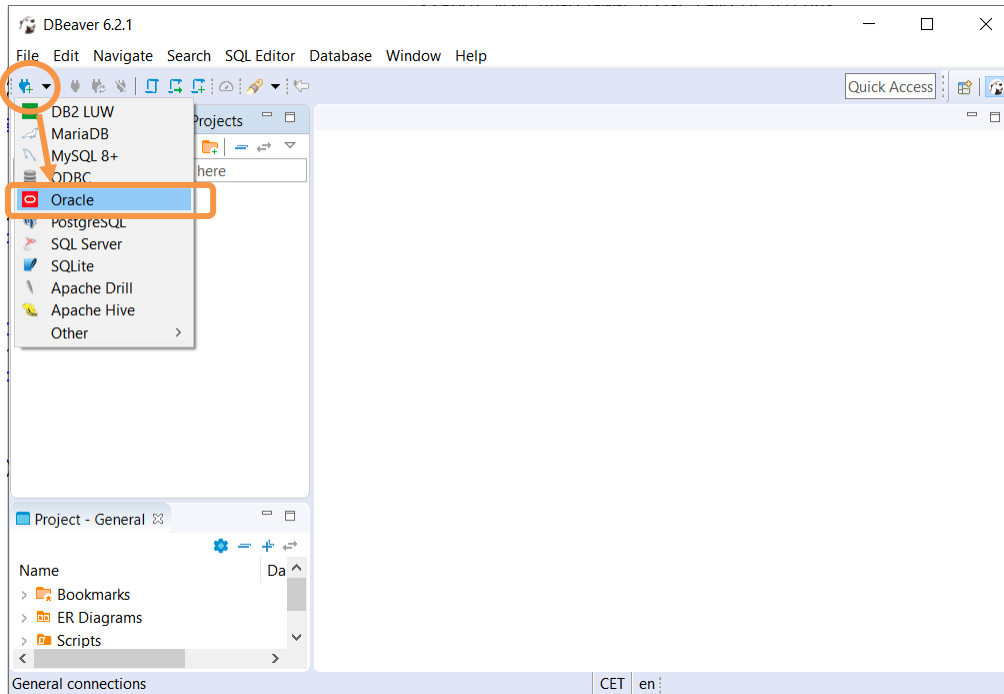 DBeaver 6.2.1
File Edit Navigate Search SQL Editor Database Window Help
Quick Access
DB2 LUW
MariaDB
MySQL 8+
ODBC
Oracle
PostgreSQL
SQL Server
SQLite
Apache Drill
Apache Hive
Other
Projects
here
Project - General
Name Da
Bookmarks
ER Diagrams
Scripts
General connections CET en